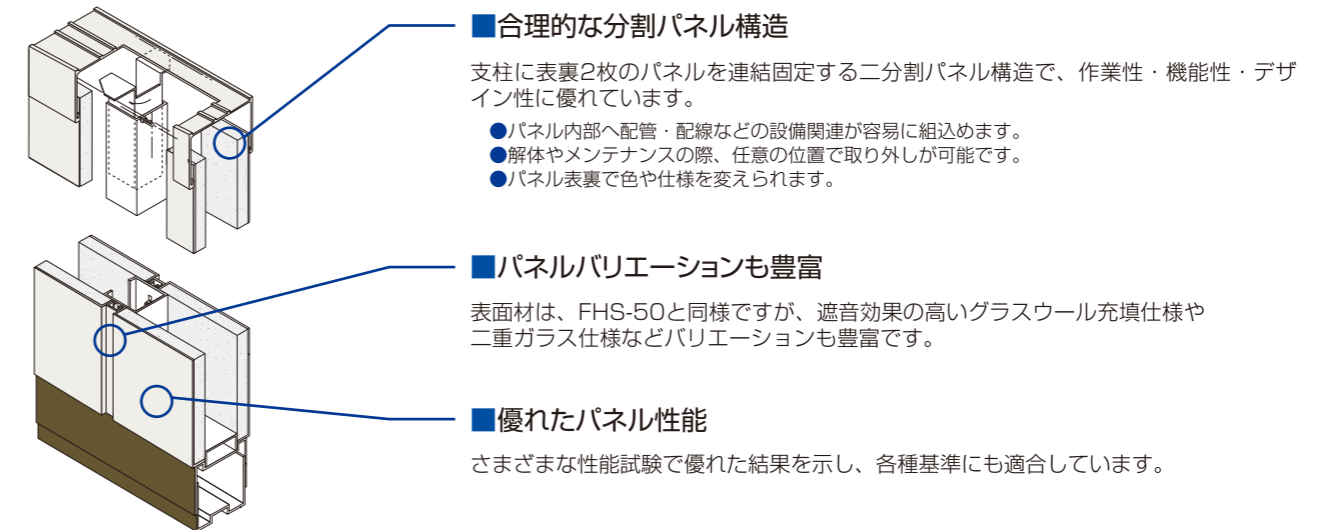 ■合理的な分割パネル構造
支柱に表裏2枚のパネルを連結固定する二分割パネル構造で、作業性・機能性・デザ
イン性に優れています。
●パネル内部へ配管・配線などの設備関連が容易に組込めます。
●解体やメンテナンスの際、任意の位置で取り外しが可能です。
●パネル表裏で色や仕様を変えられます。
■パネルバリエーションも豊富
表面材は、FHS-50と同様ですが、遮音効果の高いグラスウール充填仕様や
二重ガラス仕様などバリエーションも豊富です。
■優れたパネル性能
さまざまな性能試験で優れた結果を示し、各種基準にも適合しています。